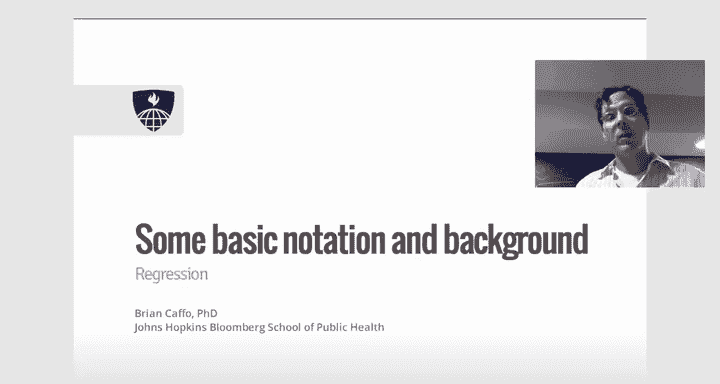 Some basic notation and background
Regression
Brian Caffo, PhD
Johns Hopkins Bloomberg School of Public Health